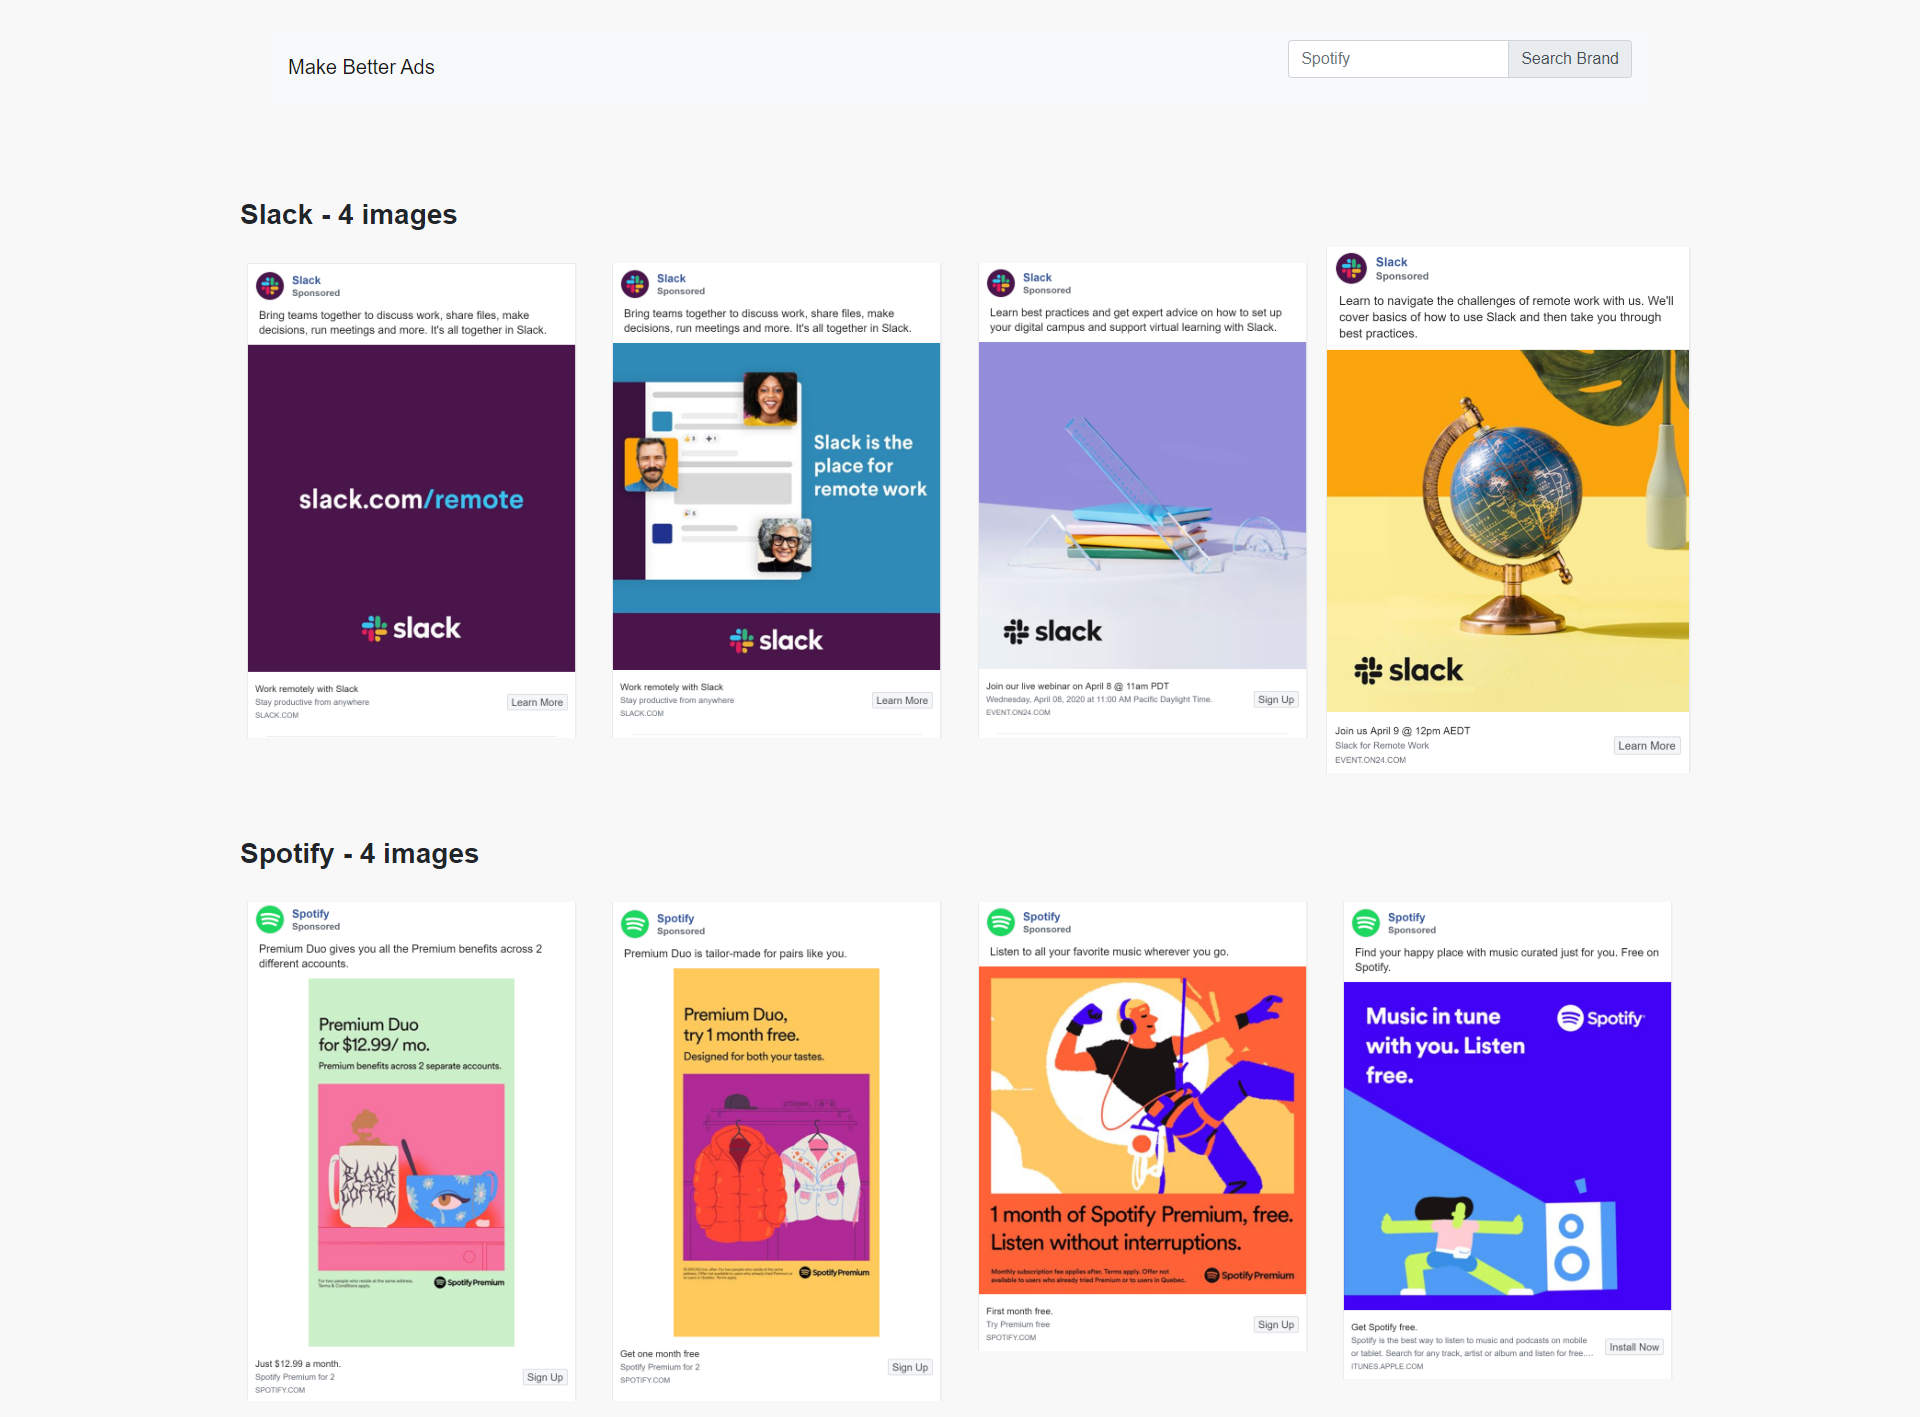 Make Better Ads
Spotify
Search Brand
Slack - 4 images
Slack
Sponsored
Bring teams together to discuss work, share files, make
decisions, run meetings and more. It's all together in Slack.
slack.com/remote
slack
Work remotely with Slack
Stay productive from anywhere
SLACK.COM
Learn More
Slack
Sponsored
Bring teams together to discuss work, share files, make
decisions, run meetings and more. It's all together in Slack.
Slack is the
place for
remote work
slack
Work remotely with Slack
Stay productive from anywhere
SLACK.COM
Learn More
Slack
Sponsored
Learn best practices and get expert advice on how to set up
your digital campus and support virtual learning with Slack.
slack
Join our live webinar on April 8 @ 11am PDT
Wednesday, April 08, 2020 at 11:00 AM Pacific Daylight Time.
EVENT.ON24.COM
Sign Up
Slack
Sponsored
Learn to navigate the challenges of remote work with us. We'll
cover basics of how to use Slack and then take you through
best practices.
slack
Join us April 9 @ 12pm AEDT
Slack for Remote Work
EVENT.ON24.COM
Learn More
Spotify - 4 images
Spotify
Sponsored
Premium Duo gives you all the Premium benefits across 2
different accounts.
Premium Duo
for $12.99/ mo.
Premium benefits across 2 separate accounts.
BLACK
COFFEE
For two people who reside at the same address.
Terms & Conditions apply.
Spotify Premium
Just $12.99 a month.
Spotify Premium for 2
SPOTIFY.COM
Sign Up
Spotify
Sponsored
Premium Duo is tailor-made for pairs like you.
Premium Duo,
try 1 month free.
Designed for both your tastes.
Spotify Premium
Get one month free
Spotify Premium for 2
SPOTIFY.COM
Sign Up
Spotify
Sponsored
Listen to all your favorite music wherever you go.
1 month of Spotify Premium, free.
Listen without interruptions.
Monthly subscription fee applies after. Terms apply. Offer not
available to users who already tried Premium or to users in Quebec.
Spotify Premium
First month free.
Try Premium free
SPOTIFY.COM
Sign Up
Spotify
Sponsored
Find your happy place with music curated just for you. Free on
Spotify.
Music in tune
with you. Listen
free.
Spotify
Get Spotify free.
Spotify is the best way to listen to music and podcasts on mobile
or tablet. Search for any track, artist or album and listen for free....
ITUNES.APPLE.COM
Install Now